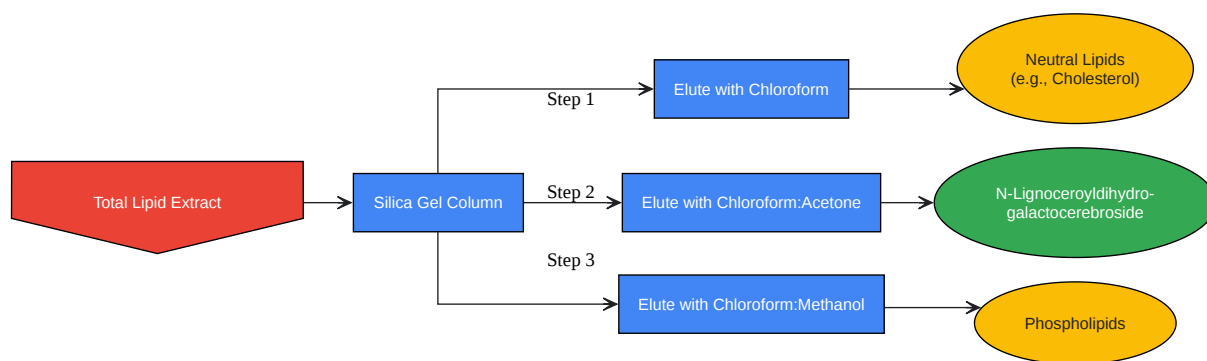 Total Lipid Extract
Silica Gel Column
Step 1
Elute with Chloroform
Neutral Lipids
(e.g., Cholesterol)
Step 2
Elute with Chloroform:Acetone
N-Lignoceroyldihydro-
galactocerebroside
Step 3
Elute with Chloroform:Methanol
Phospholipids